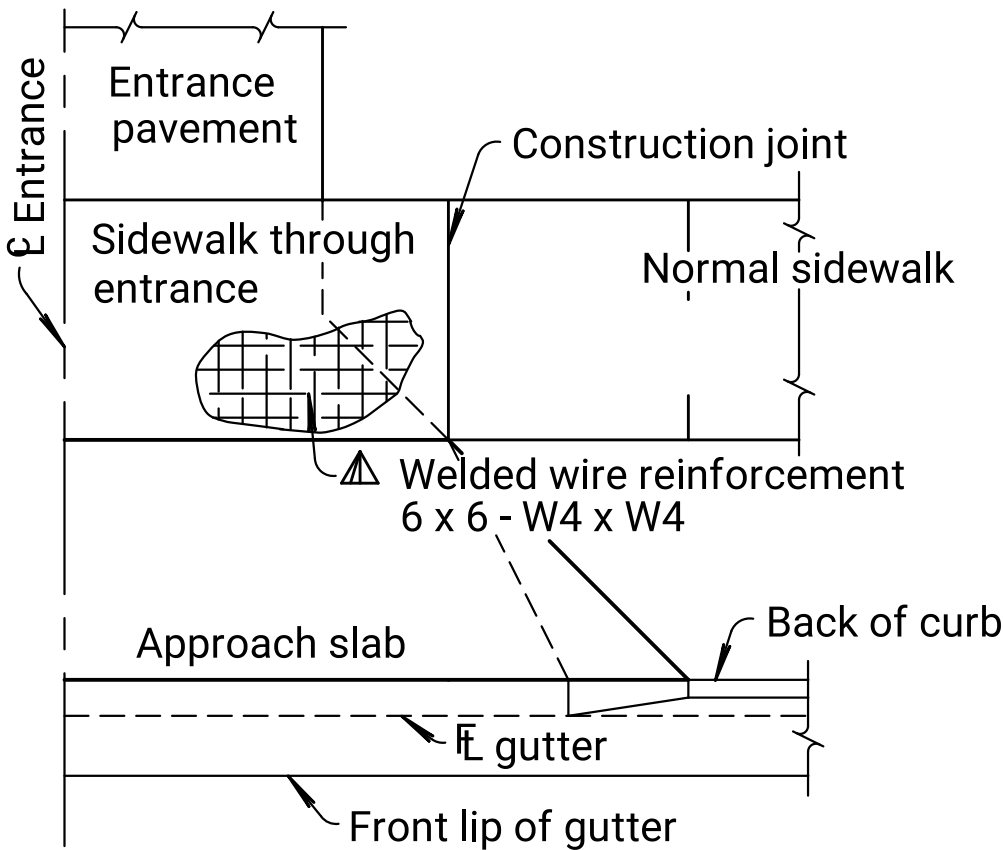 Entrance
pavement
℄ Entrance
Construction joint
Sidewalk through
entrance
Normal sidewalk
Welded wire reinforcement
6 x 6 - W4 x W4
Approach slab
Back of curb
FL gutter
Front lip of gutter